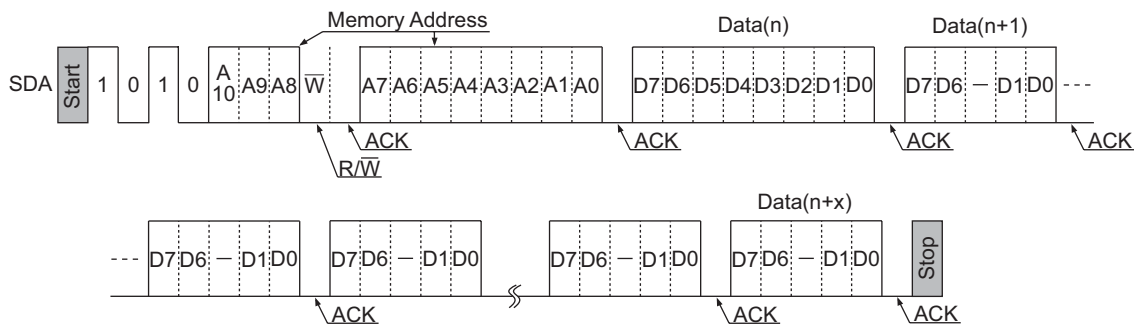 Memory Address
Data(n)
Data(n+1)
SDA Start 1 0 1 0 A10 A9 A8 W̅ A7 A6 A5 A4 A3 A2 A1 A0 D7 D6 D5 D4 D3 D2 D1 D0 D7 D6 – D1 D0
ACK ACK ACK ACK
R/W̅
Data(n+x)
D7 D6 – D1 D0 D7 D6 – D1 D0 D7 D6 – D1 D0 D7 D6 – D1 D0 Stop
ACK ACK ACK